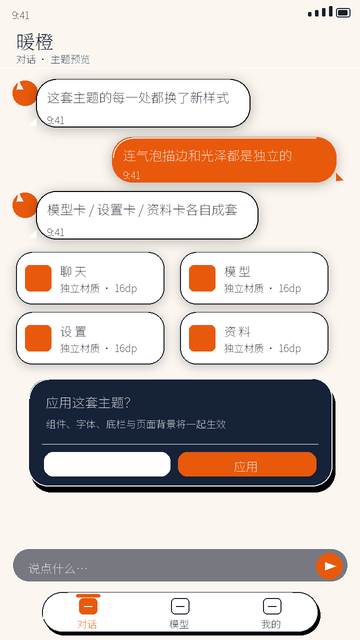 9:41
暖橙
对话 · 主题预览
这套主题的每一处都换了新样式
9:41
连气泡描边和光泽都是独立的
9:41
模型卡 / 设置卡 / 资料卡各自成套
9:41
聊天
独立材质 · 16dp
模型
独立材质 · 16dp
设置
独立材质 · 16dp
资料
独立材质 · 16dp
应用这套主题？
组件、字体、底栏与页面背景将一起生效
应用
说点什么…
对话
模型
我的